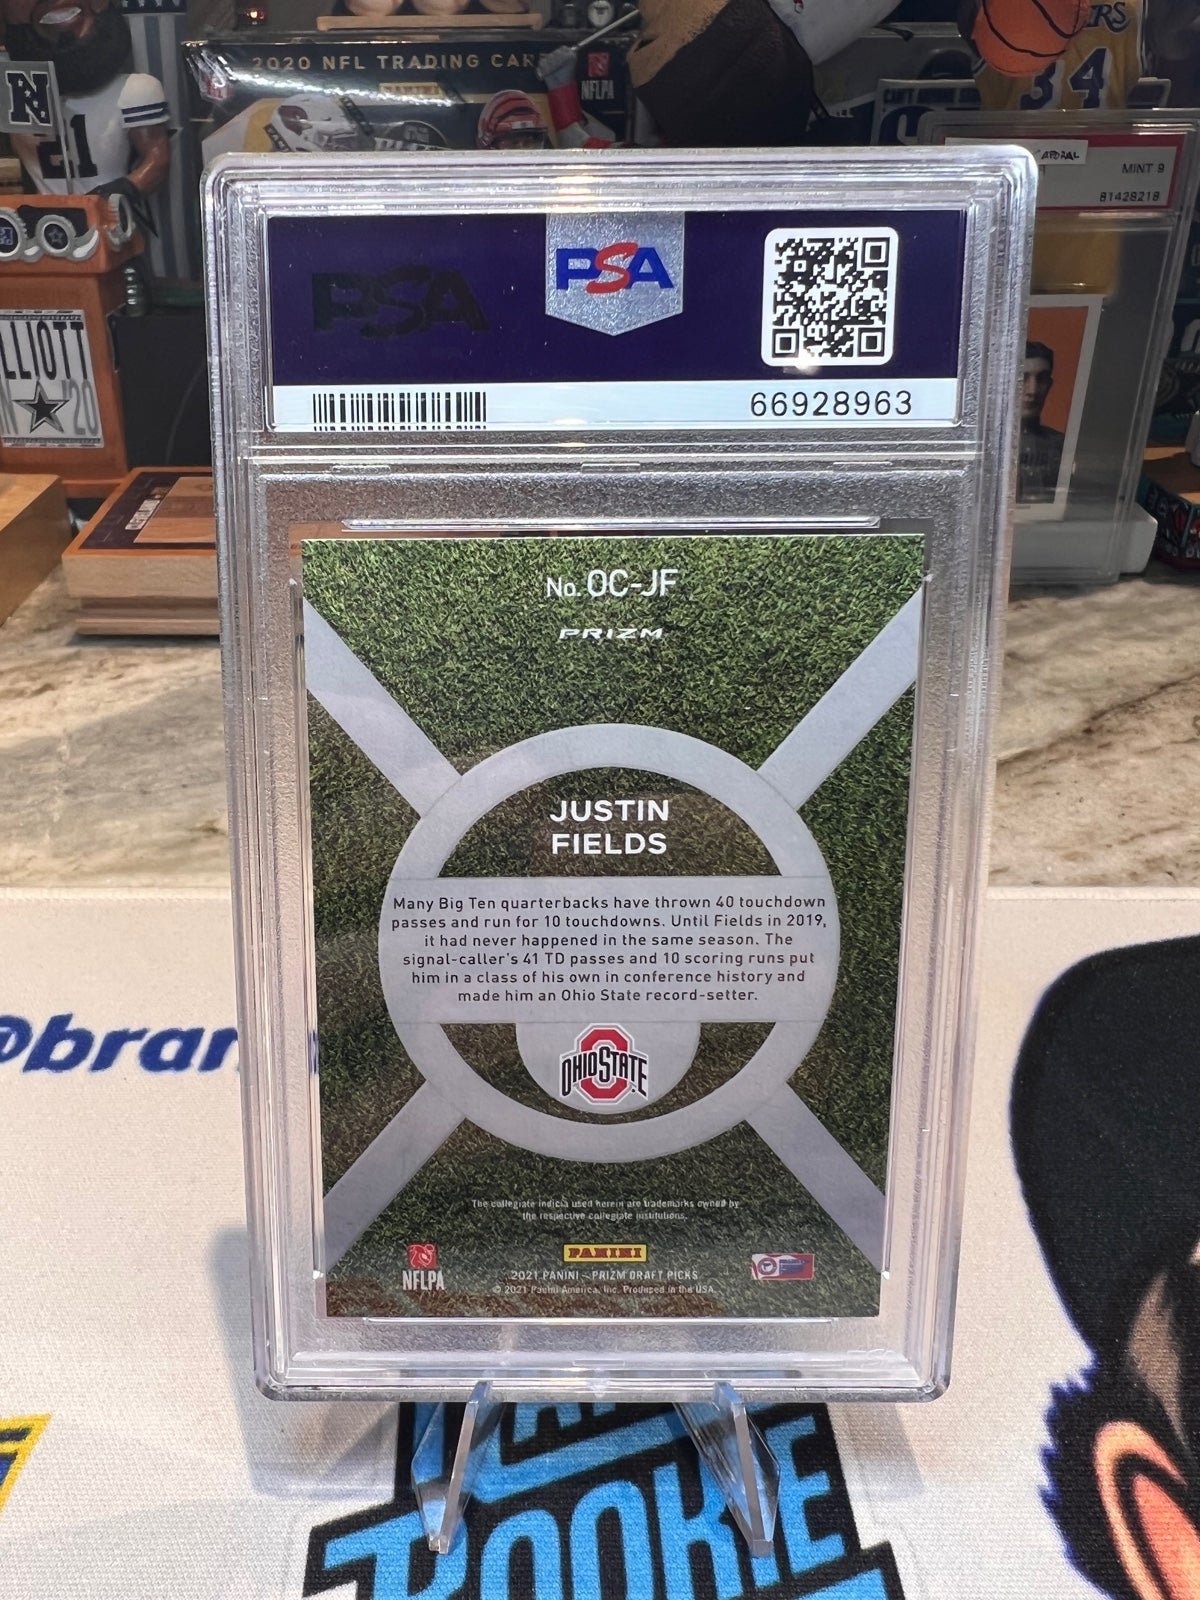 2020 NFL TRADING CAR
PANINI
NFLPA
RS
34
N
21
MINT 9
81428218
LLIOTT
'20
PSA
PSA
66928963
No. OC-JF
PRIZM
JUSTIN
FIELDS
Many Big Ten quarterbacks have thrown 40 touchdown
passes and run for 10 touchdowns. Until Fields in 2019,
it had never happened in the same season. The
signal-caller's 41 TD passes and 10 scoring runs put
him in a class of his own in conference history and
made him an Ohio State record-setter.
OHIO STATE
The collegiate indicia used herein are trademarks owned by
the respective collegiate institutions.
NFLPA
PANINI
2021 PANINI - PRIZM DRAFT PICKS
© 2021 Panini America, Inc. Produced in the USA.
@bran
ROOKIE